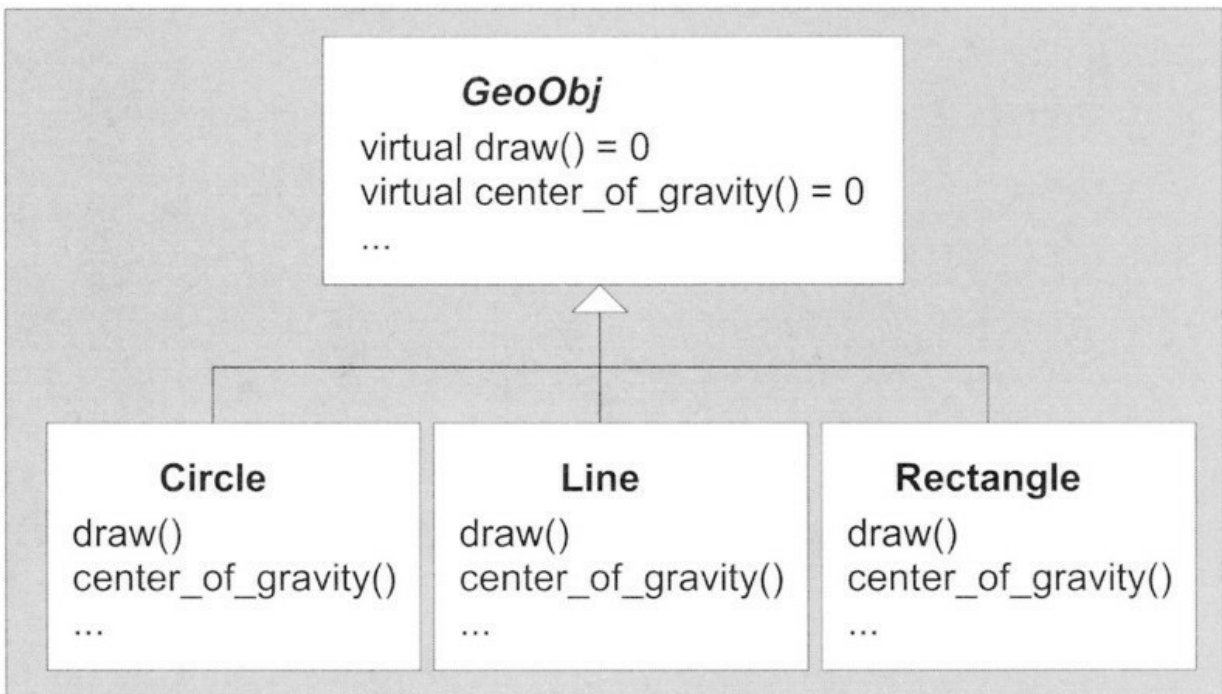 GeoObj
virtual draw() = 0
virtual center_of_gravity() = 0
...
Circle
draw()
center_of_gravity()
...
Line
draw()
center_of_gravity()
...
Rectangle
draw()
center_of_gravity()
...